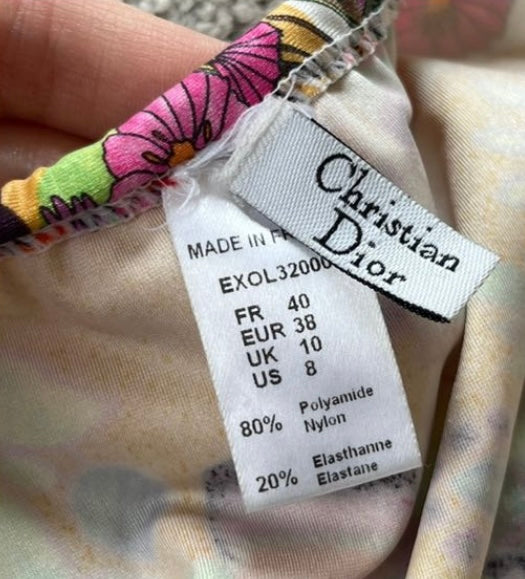 Christian
Dior
MADE IN FR
EXOL32000
FR 40
EUR 38
UK 10
US 8
80% Polyamide
Nylon
20% Elasthanne
Elastane